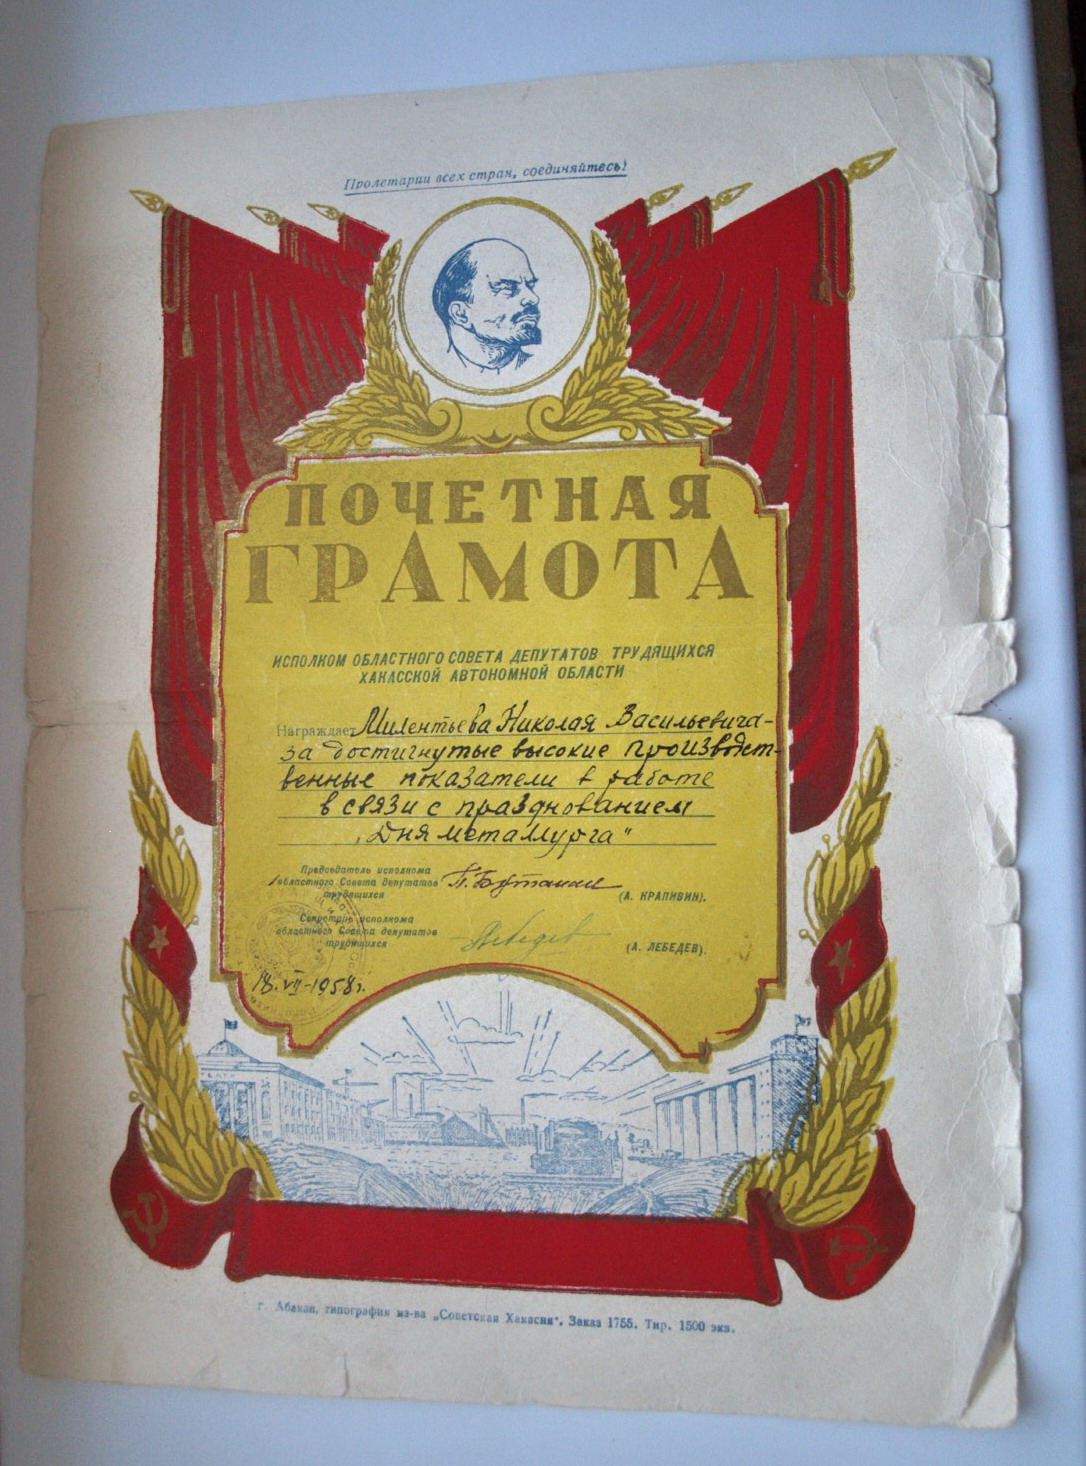 Пролетарии всех стран, соединяйтесь!
ПОЧЕТНАЯ
ГРАМОТА
ИСПОЛКОМ ОБЛАСТНОГО СОВЕТА ДЕПУТАТОВ ТРУДЯЩИХСЯ
ХАКАССКОЙ АВТОНОМНОЙ ОБЛАСТИ
Награждает Милентьева Николая Васильевича-
за достигнутые высокие производст-
венные показатели в работе
в связи с празднованием
„Дня металлурга"
Председатель исполкома
областного Совета депутатов
трудящихся
(А. КРАПИВИН).
Секретарь исполкома
областного Совета депутатов
трудящихся
Лебедев
(А. ЛЕБЕДЕВ).
18.VII-1958г.
ТЕАТР
г. Абакан, типография из-ва „Советская Хакасия". Заказ 1755. Тир. 1500 экз.